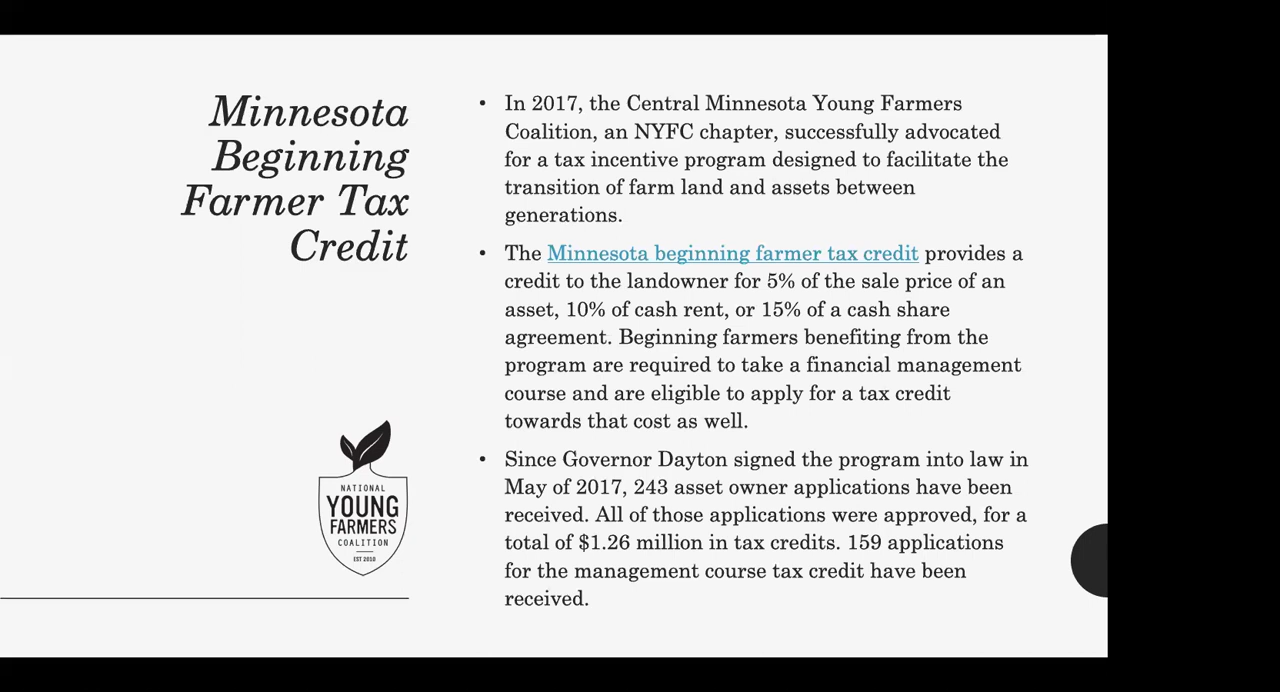 Minnesota
Beginning
Farmer Tax
Credit
• In 2017, the Central Minnesota Young Farmers
Coalition, an NYFC chapter, successfully advocated
for a tax incentive program designed to facilitate the
transition of farm land and assets between
generations.
• The Minnesota beginning farmer tax credit provides a
credit to the landowner for 5% of the sale price of an
asset, 10% of cash rent, or 15% of a cash share
agreement. Beginning farmers benefiting from the
program are required to take a financial management
course and are eligible to apply for a tax credit
towards that cost as well.
• Since Governor Dayton signed the program into law in
May of 2017, 243 asset owner applications have been
received. All of those applications were approved, for a
total of $1.26 million in tax credits. 159 applications
for the management course tax credit have been
received.
NATIONAL
YOUNG
FARMERS
COALITION
EST 2010